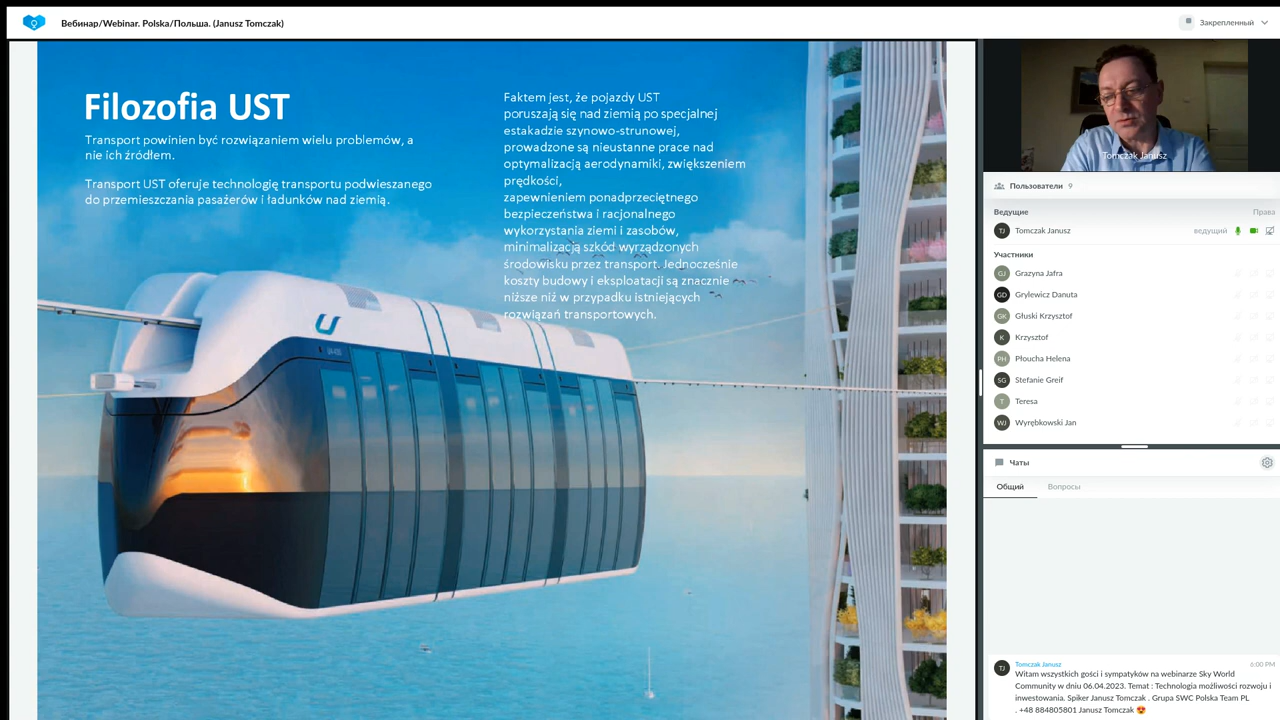 Вебинар/Webinar. Polska/Польша. (Janusz Tomczak)
Закрепленный
Filozofia UST
Transport powinien być rozwiązaniem wielu problemów, a
nie ich źródłem.
Transport UST oferuje technologię transportu podwieszanego
do przemieszczania pasażerów i ładunków nad ziemią.
Faktem jest, że pojazdy UST
poruszają się nad ziemią po specjalnej
estakadzie szynowo-strunowej,
prowadzone są nieustanne prace nad
optymalizacją aerodynamiki, zwiększeniem
prędkości,
zapewnieniem ponadprzeciętnego
bezpieczeństwa i racjonalnego
wykorzystania ziemi i zasobów,
minimalizacją szkód wyrządzonych
środowisku przez transport. Jednocześnie
koszty budowy i eksploatacji są znacznie
niższe niż w przypadku istniejących
rozwiązań transportowych.
Tomczak Janusz
Пользователи 9
Ведущие Права
TJ Tomczak Janusz ведущий
Участники
GJ Grazyna Jafra
GD Grylewicz Danuta
GK Głuski Krzysztof
K Krzysztof
PH Płoucha Helena
SG Stefanie Greif
T Teresa
WJ Wyrębkowski Jan
Чаты
Общий Вопросы
TJ Tomczak Janusz 6:00 PM
Witam wszystkich gości i sympatyków na webinarze Sky World
Community w dniu 06.04.2023. Temat : Technologia możliwości rozwoju i
inwestowania. Spiker Janusz Tomczak . Grupa SWC Polska Team PL
. +48 884805801 Janusz Tomczak 😍